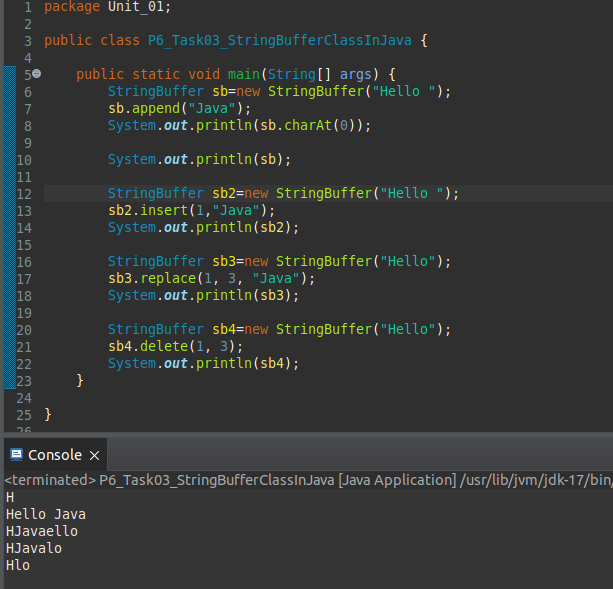 1 package Unit_01;
2
3 public class P6_Task03_StringBufferClassInJava {
4
5 public static void main(String[] args) {
6 StringBuffer sb=new StringBuffer("Hello ");
7 sb.append("Java");
8 System.out.println(sb.charAt(0));
9
10 System.out.println(sb);
11
12 StringBuffer sb2=new StringBuffer("Hello ");
13 sb2.insert(1,"Java");
14 System.out.println(sb2);
15
16 StringBuffer sb3=new StringBuffer("Hello");
17 sb3.replace(1, 3, "Java");
18 System.out.println(sb3);
19
20 StringBuffer sb4=new StringBuffer("Hello");
21 sb4.delete(1, 3);
22 System.out.println(sb4);
23 }
24
25 }
26
Console
<terminated> P6_Task03_StringBufferClassInJava [Java Application] /usr/lib/jvm/jdk-17/bin/
H
Hello Java
HJavaello
HJavalo
Hlo